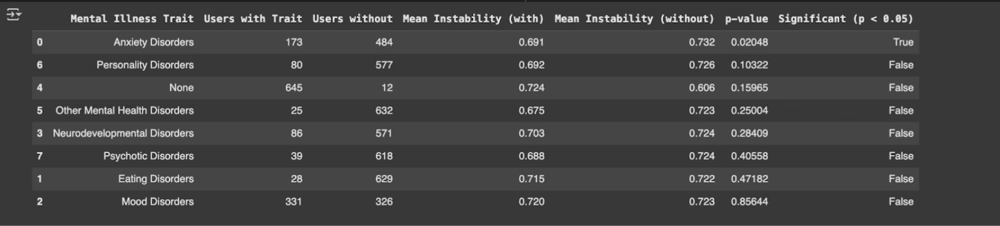 Mental Illness Trait Users with Trait Users without Mean Instability (with) Mean Instability (without) p-value Significant (p < 0.05)
0 Anxiety Disorders 173 484 0.691 0.732 0.02048 True
6 Personality Disorders 80 577 0.692 0.726 0.10322 False
4 None 645 12 0.724 0.606 0.15965 False
5 Other Mental Health Disorders 25 632 0.675 0.723 0.25004 False
3 Neurodevelopmental Disorders 86 571 0.703 0.724 0.28409 False
7 Psychotic Disorders 39 618 0.688 0.724 0.40558 False
1 Eating Disorders 28 629 0.715 0.722 0.47182 False
2 Mood Disorders 331 326 0.720 0.723 0.85644 False